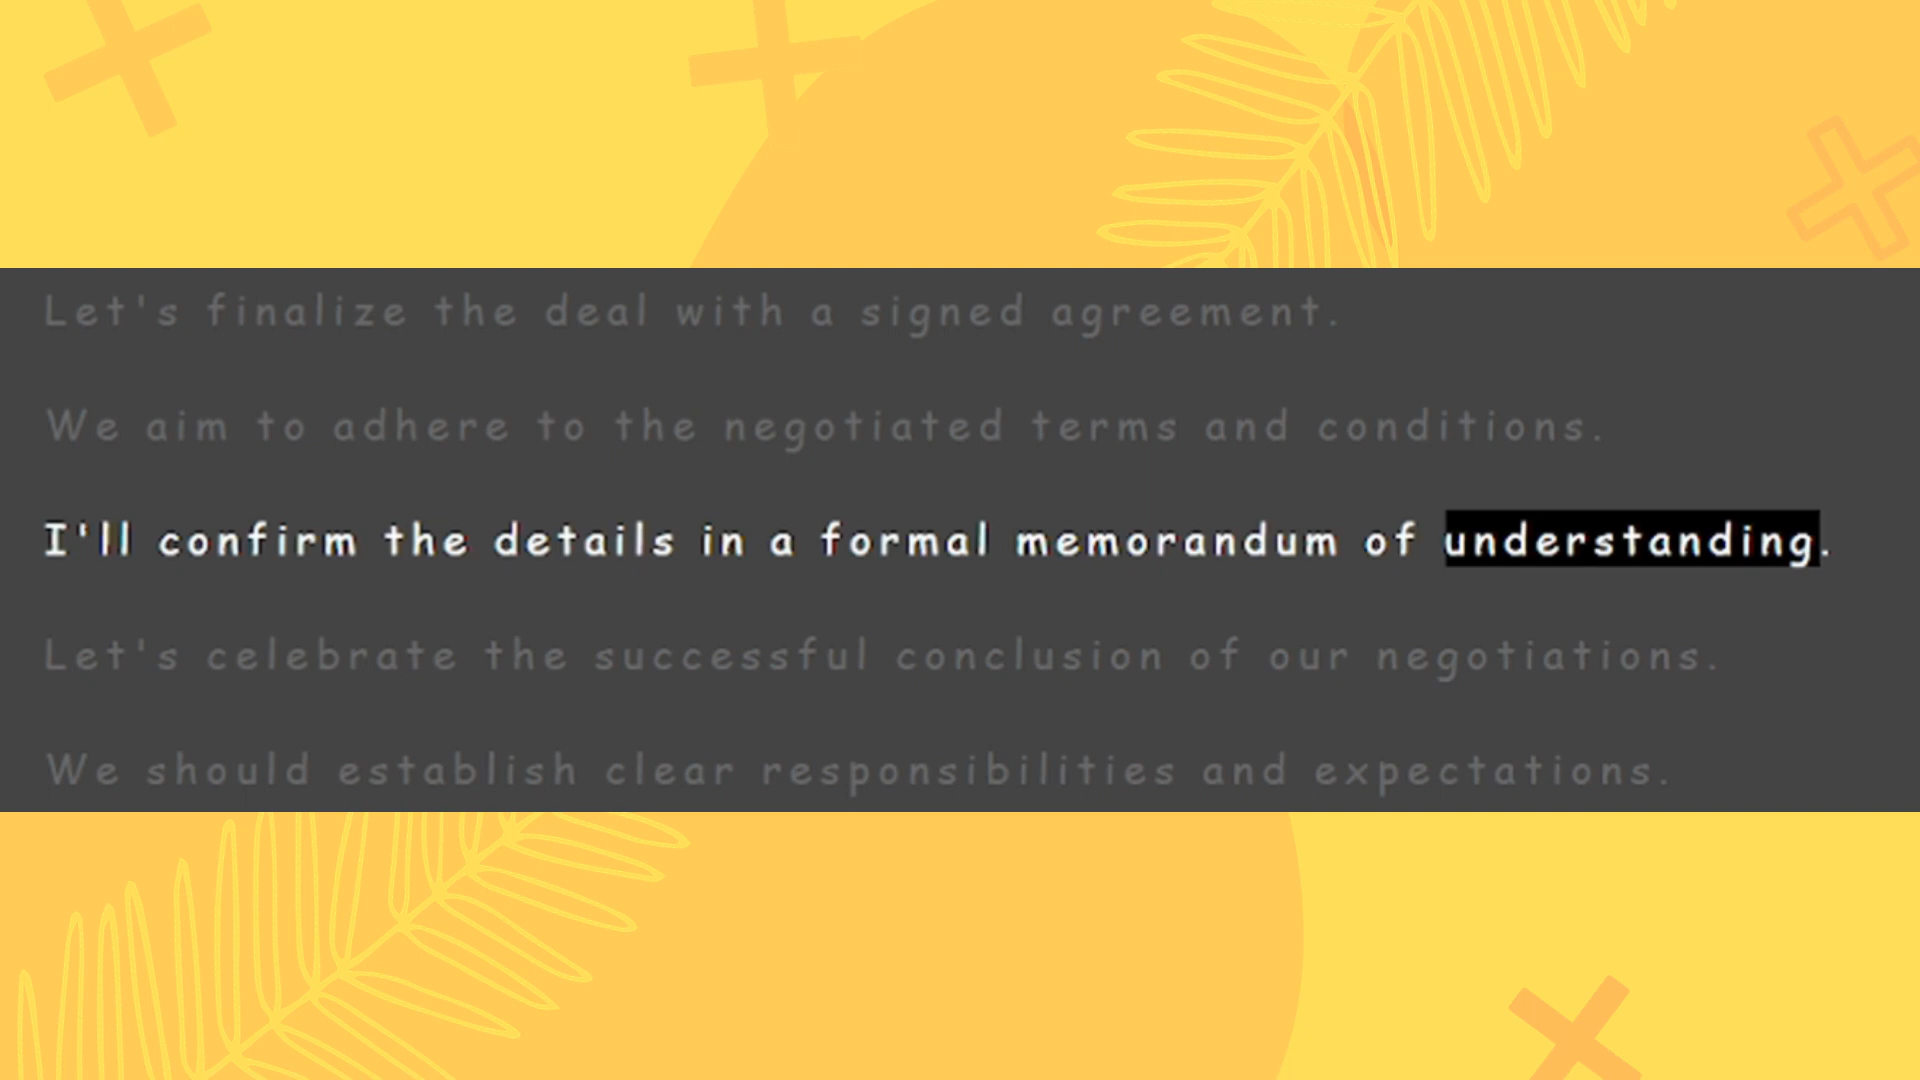 Let's finalize the deal with a signed agreement.
We aim to adhere to the negotiated terms and conditions.
I'll confirm the details in a formal memorandum of understanding.
Let's celebrate the successful conclusion of our negotiations.
We should establish clear responsibilities and expectations.